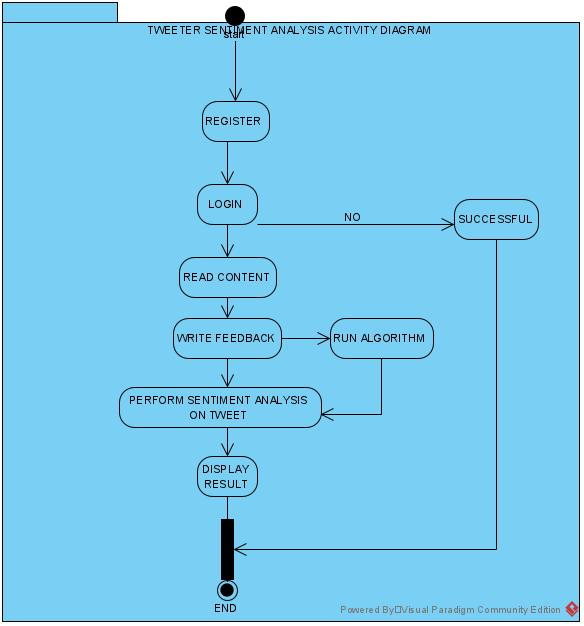 TWEETER SENTIMENT ANALYSIS ACTIVITY DIAGRAM
start
REGISTER
LOGIN
NO
SUCCESSFUL
READ CONTENT
WRITE FEEDBACK
RUN ALGORITHM
PERFORM SENTIMENT ANALYSIS
ON TWEET
DISPLAY
RESULT
END
Powered By Visual Paradigm Community Edition